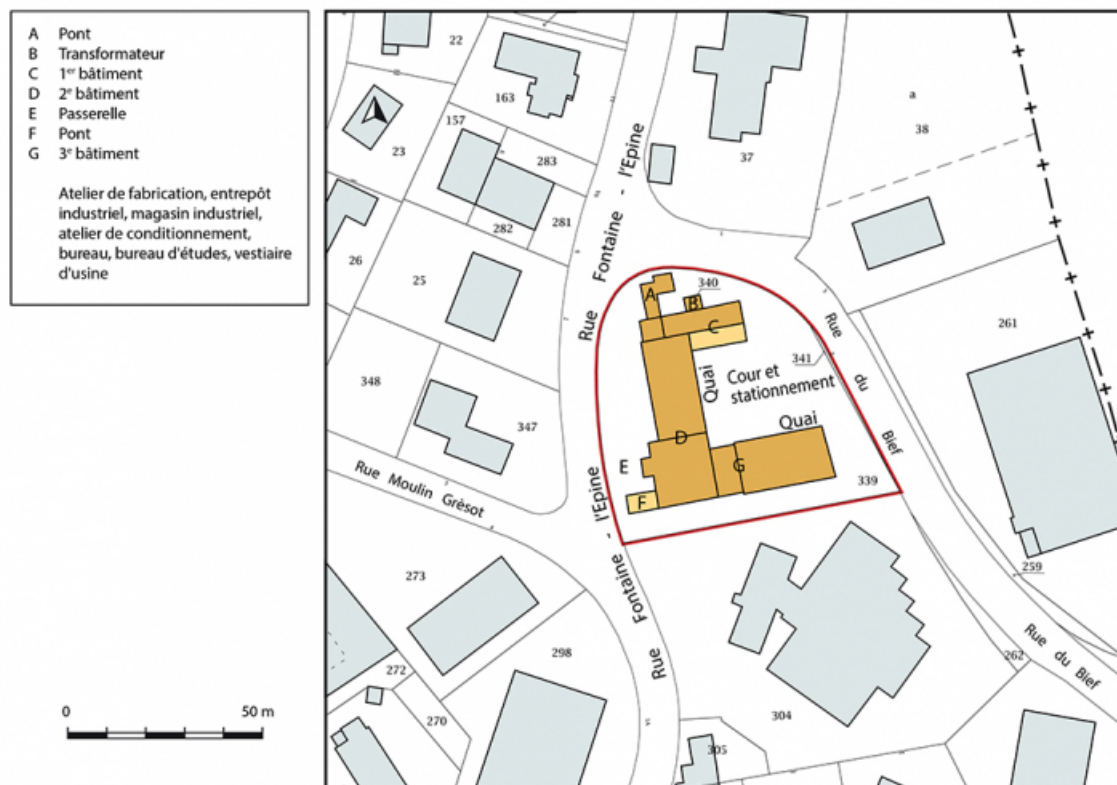 A Pont
B Transformateur
C 1er bâtiment
D 2e bâtiment
E Passerelle
F Pont
G 3e bâtiment
Atelier de fabrication, entrepôt
industriel, magasin industriel,
atelier de conditionnement,
bureau, bureau d'études, vestiaire
d'usine
0 50 m
22
163
23
157
283
282
281
26
25
348
347
37
a
38
261
Rue Fontaine - l'Epine
A
B
340
C
341
Quai
Cour et
stationnement
Quai
D
E
G
F
339
Rue du Bief
Rue Moulin Grésot
Rue Fontaine - l'Epine
273
272
270
298
304
305
262
259
Rue du Bief